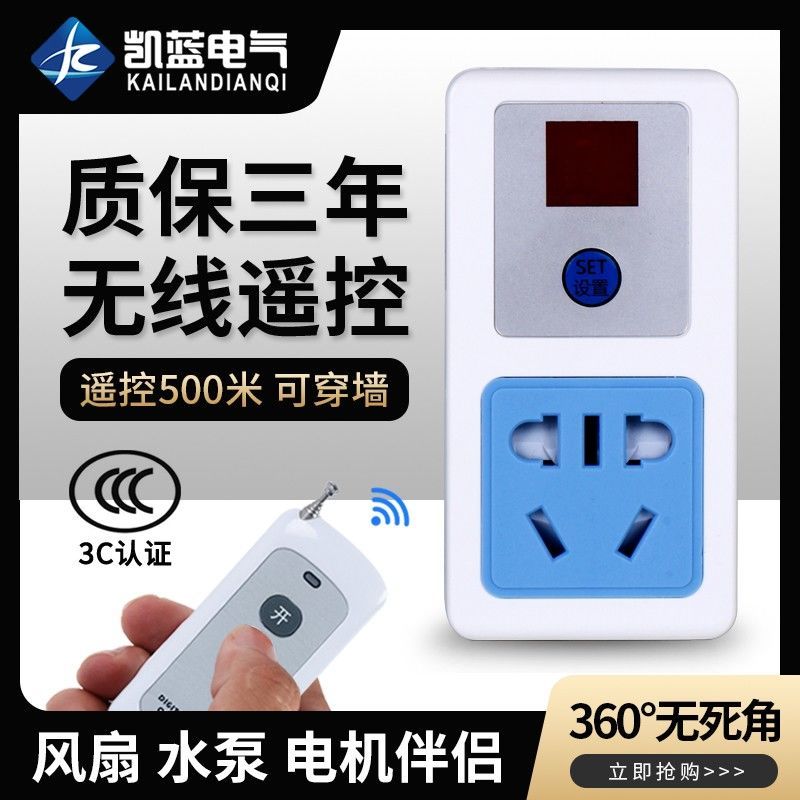 凯蓝电气
KAILANDIANQI
质保三年
无线遥控
遥控500米 可穿墙
SET
设置
3C认证
开
DIGIT
风扇 水泵 电机伴侣
360°无死角
立即抢购>>>